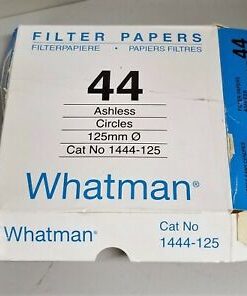 FILTER PAPERS
FILTERPAPIERE • PAPIERS FILTRES
44
Ashless
Circles
125mm Ø
Cat No 1444-125
Whatman®
Whatman®
Cat No
1444-125
44